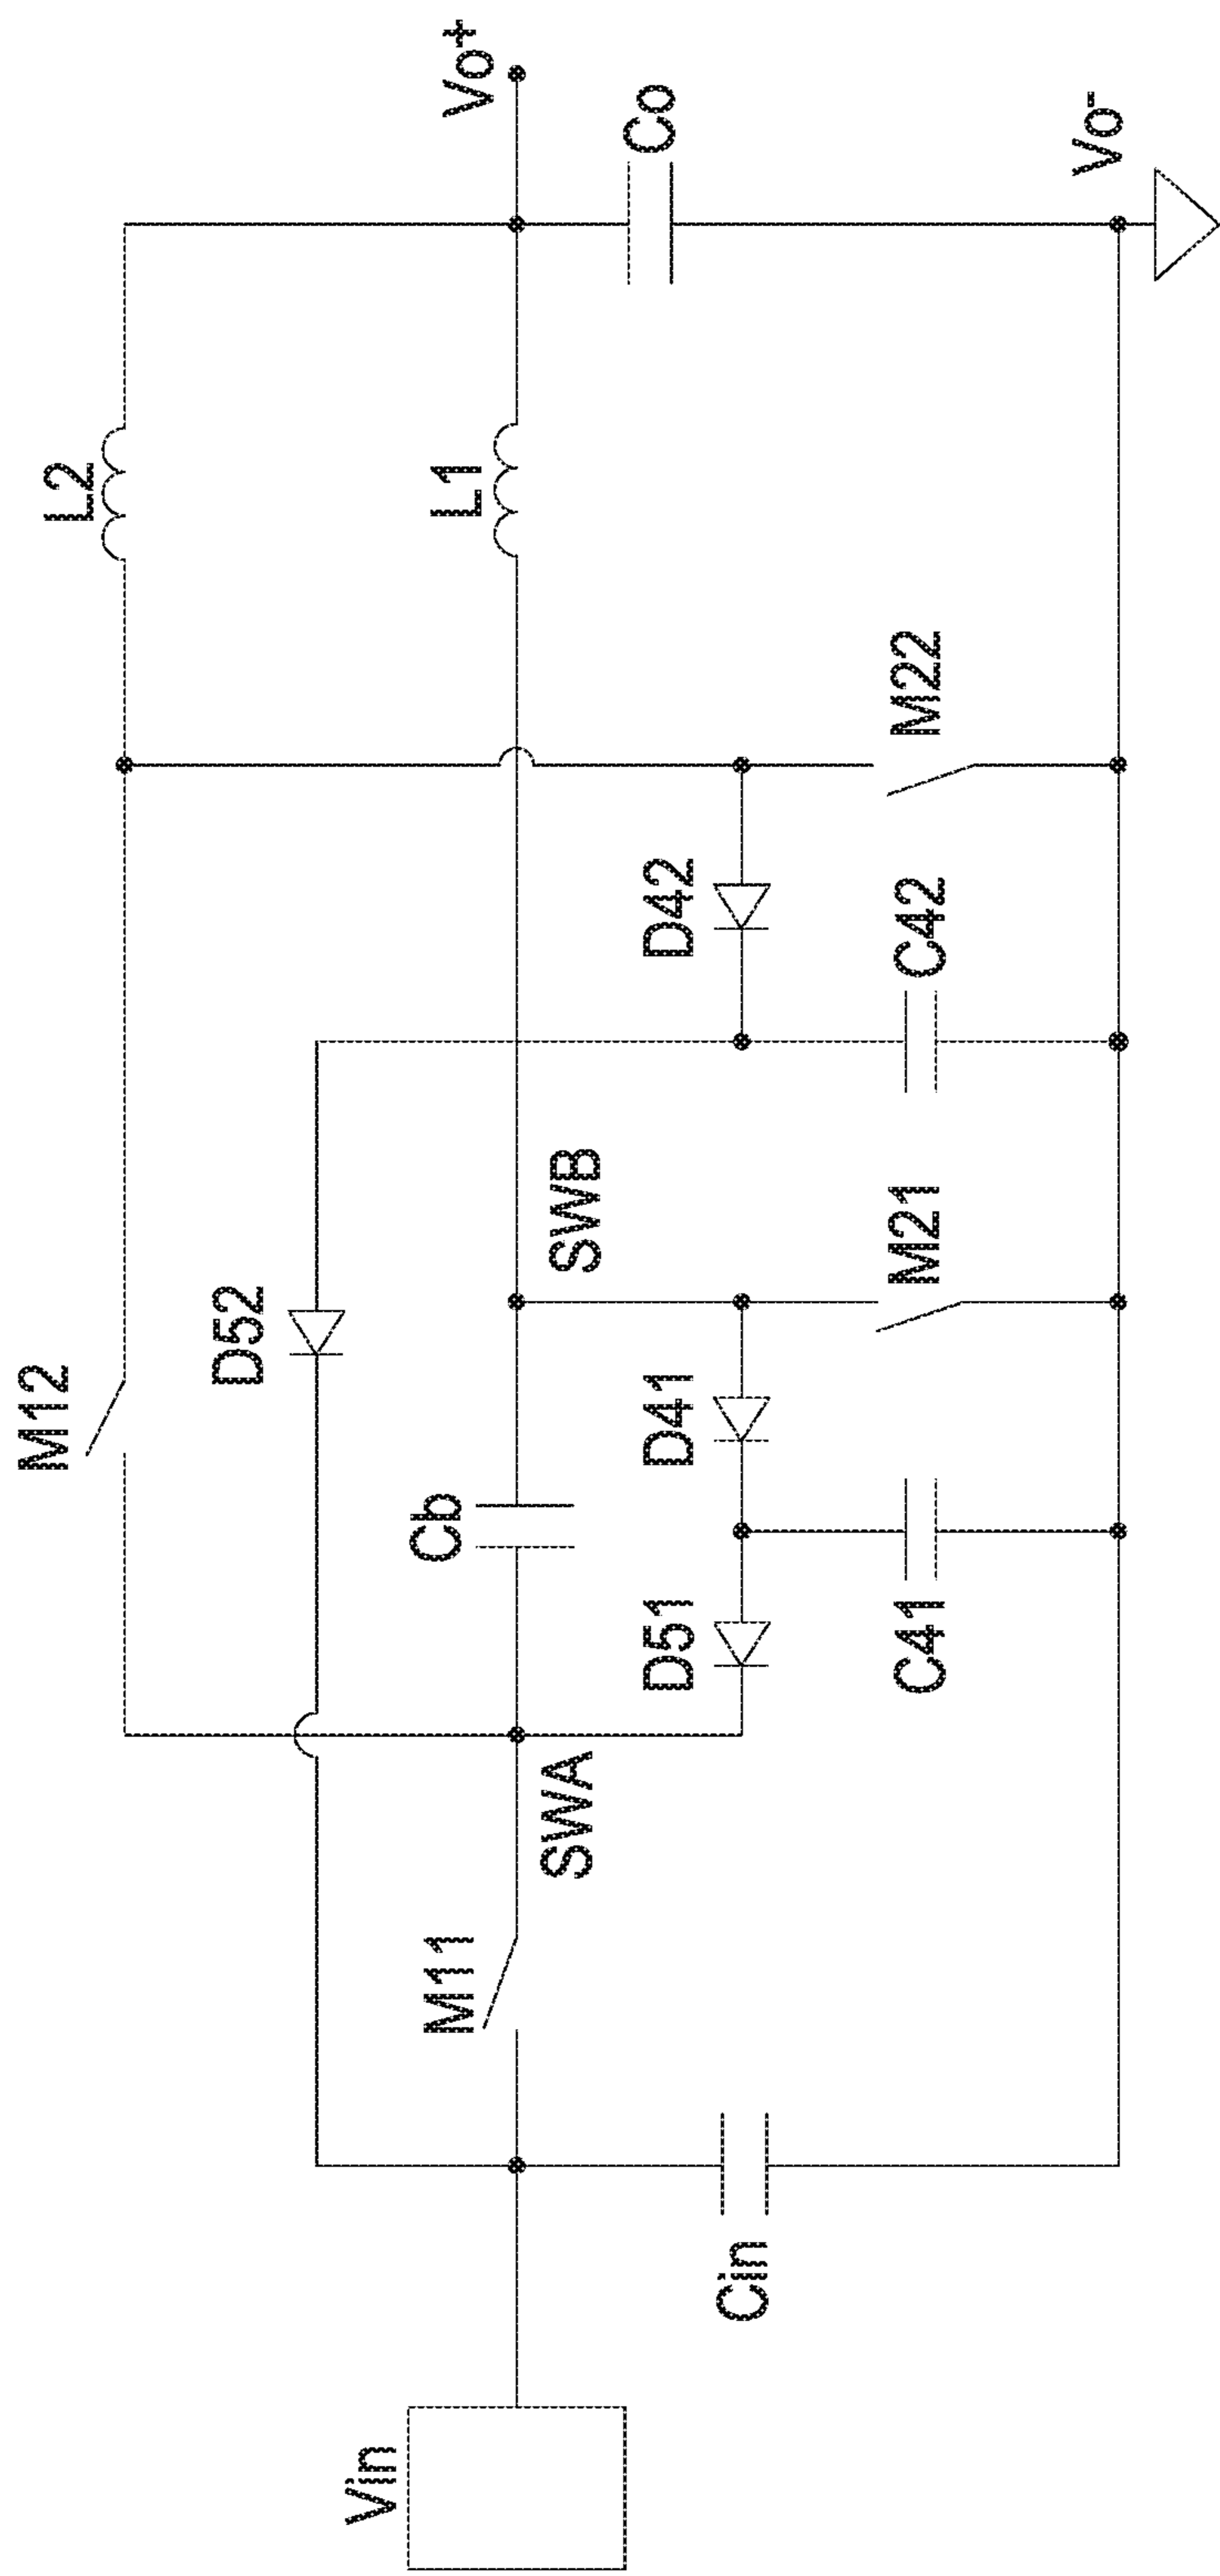 Vo+
Co
Vo-
L2
L1
M22
D42
C42
SWB
M21
D52
M12
D41
Cb
D51
C41
SWA
M11
Cin
Vin